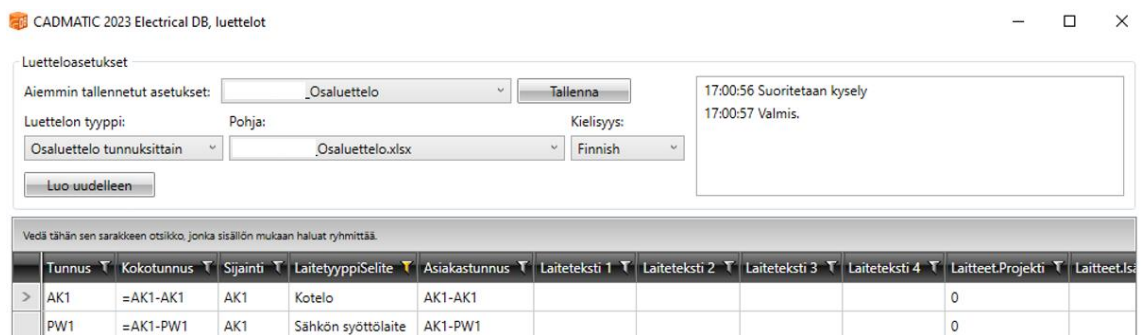 CADMATIC 2023 Electrical DB, luettelot
Luetteloasetukset
Aiemmin tallennetut asetukset: _Osaluettelo Tallenna
Luettelon tyyppi: Pohja: Kielisyys:
Osaluettelo tunnuksittain _Osaluettelo.xlsx Finnish
Luo uudelleen
17:00:56 Suoritetaan kysely
17:00:57 Valmis.
Vedä tähän sen sarakkeen otsikko, jonka sisällön mukaan haluat ryhmittää.
Tunnus Kokotunnus Sijainti LaitetyyppiSelite Asiakastunnus Laiteteksti 1 Laiteteksti 2 Laiteteksti 3 Laiteteksti 4 Laitteet.Projekti
AK1 =AK1-AK1 AK1 Kotelo AK1-AK1 0
PW1 =AK1-PW1 AK1 Sähkön syöttölaite AK1-PW1 0